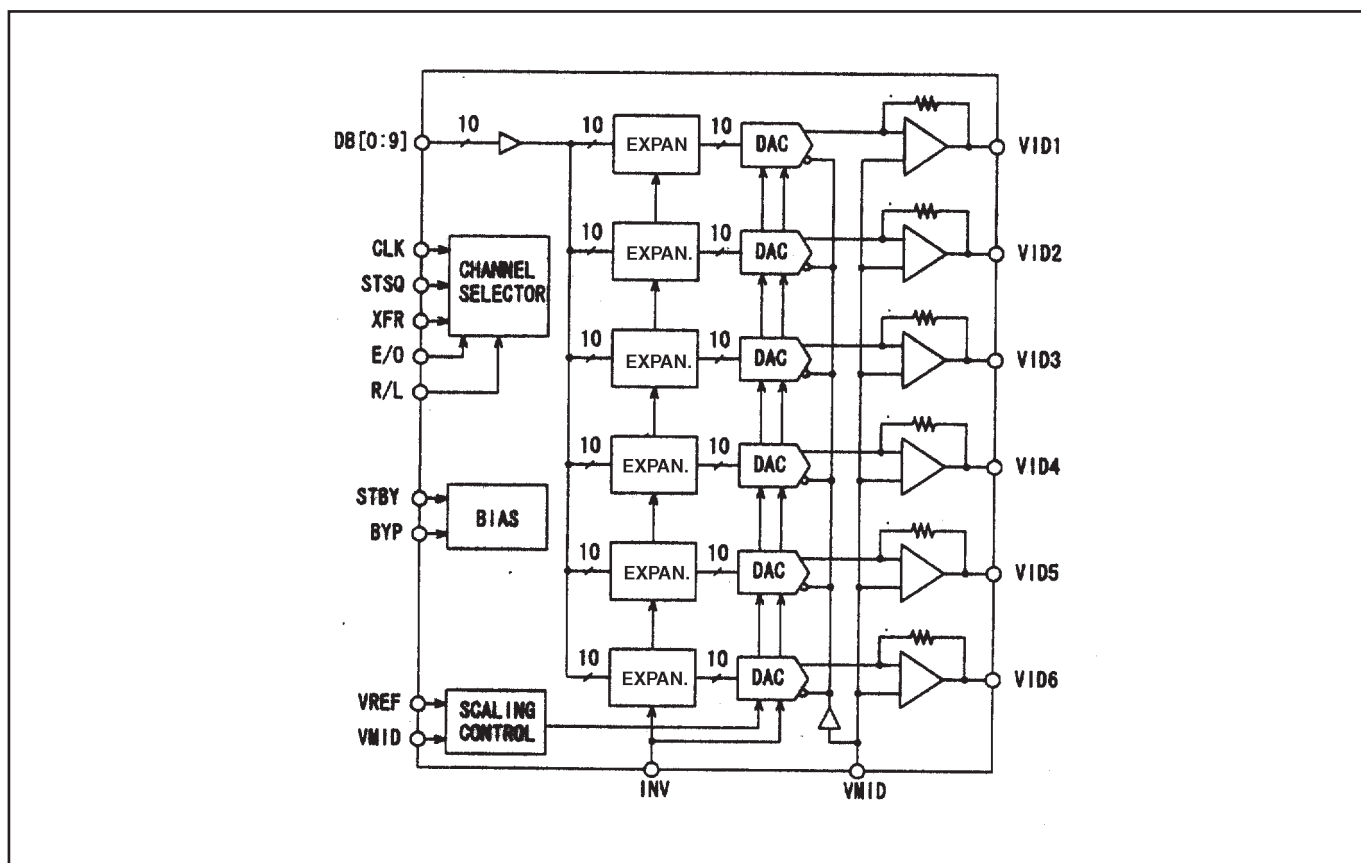 DB[0:9] 10 10 EXPAN 10 DAC VID1
10 EXPAN. 10 DAC VID2
CLK
STSQ
XFR
E/O
R/L
CHANNEL
SELECTOR
10 EXPAN. 10 DAC VID3
10 EXPAN. 10 DAC VID4
STBY
BYP
BIAS
10 EXPAN. 10 DAC VID5
10 EXPAN. 10 DAC VID6
VREF
VMID
SCALING
CONTROL
INV VMID